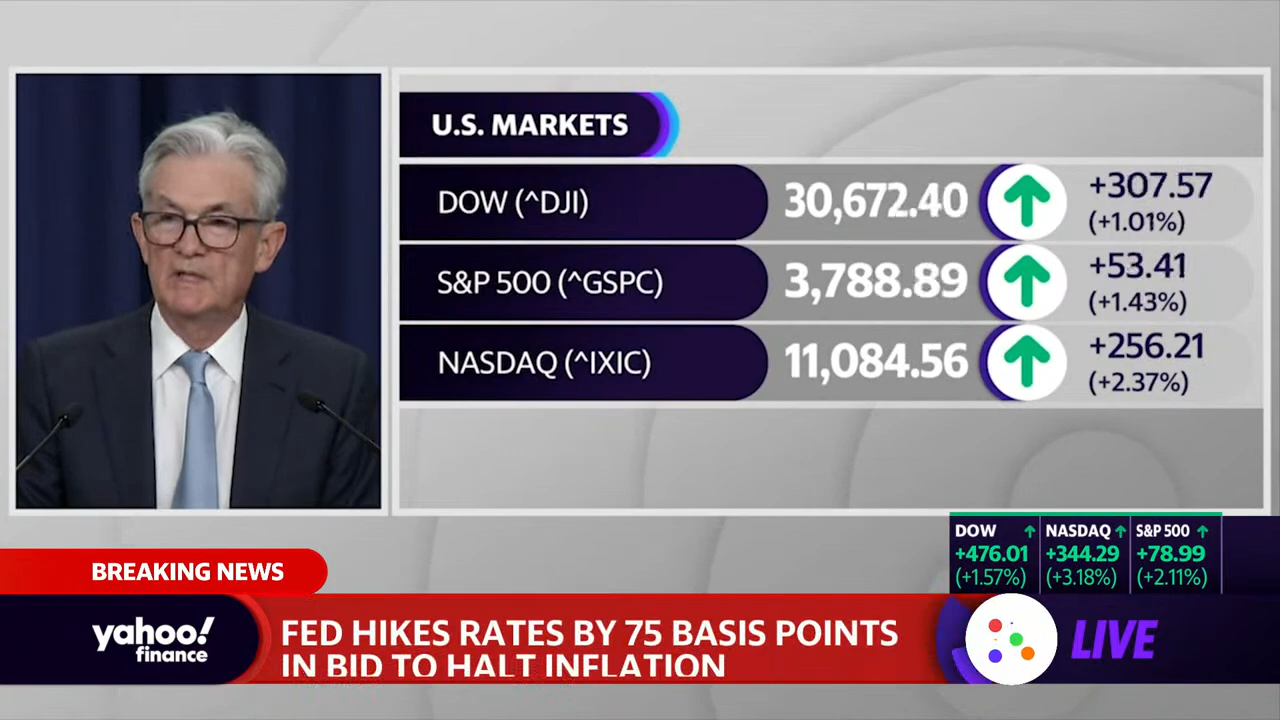 U.S. MARKETS
DOW (^DJI) 30,672.40 +307.57
(+1.01%)
S&P 500 (^GSPC) 3,788.89 +53.41
(+1.43%)
NASDAQ (^IXIC) 11,084.56 +256.21
(+2.37%)
DOW NASDAQ S&P 500
+476.01 +344.29 +78.99
(+1.57%) (+3.18%) (+2.11%)
BREAKING NEWS
yahoo!
finance
FED HIKES RATES BY 75 BASIS POINTS
IN BID TO HALT INFLATION
LIVE